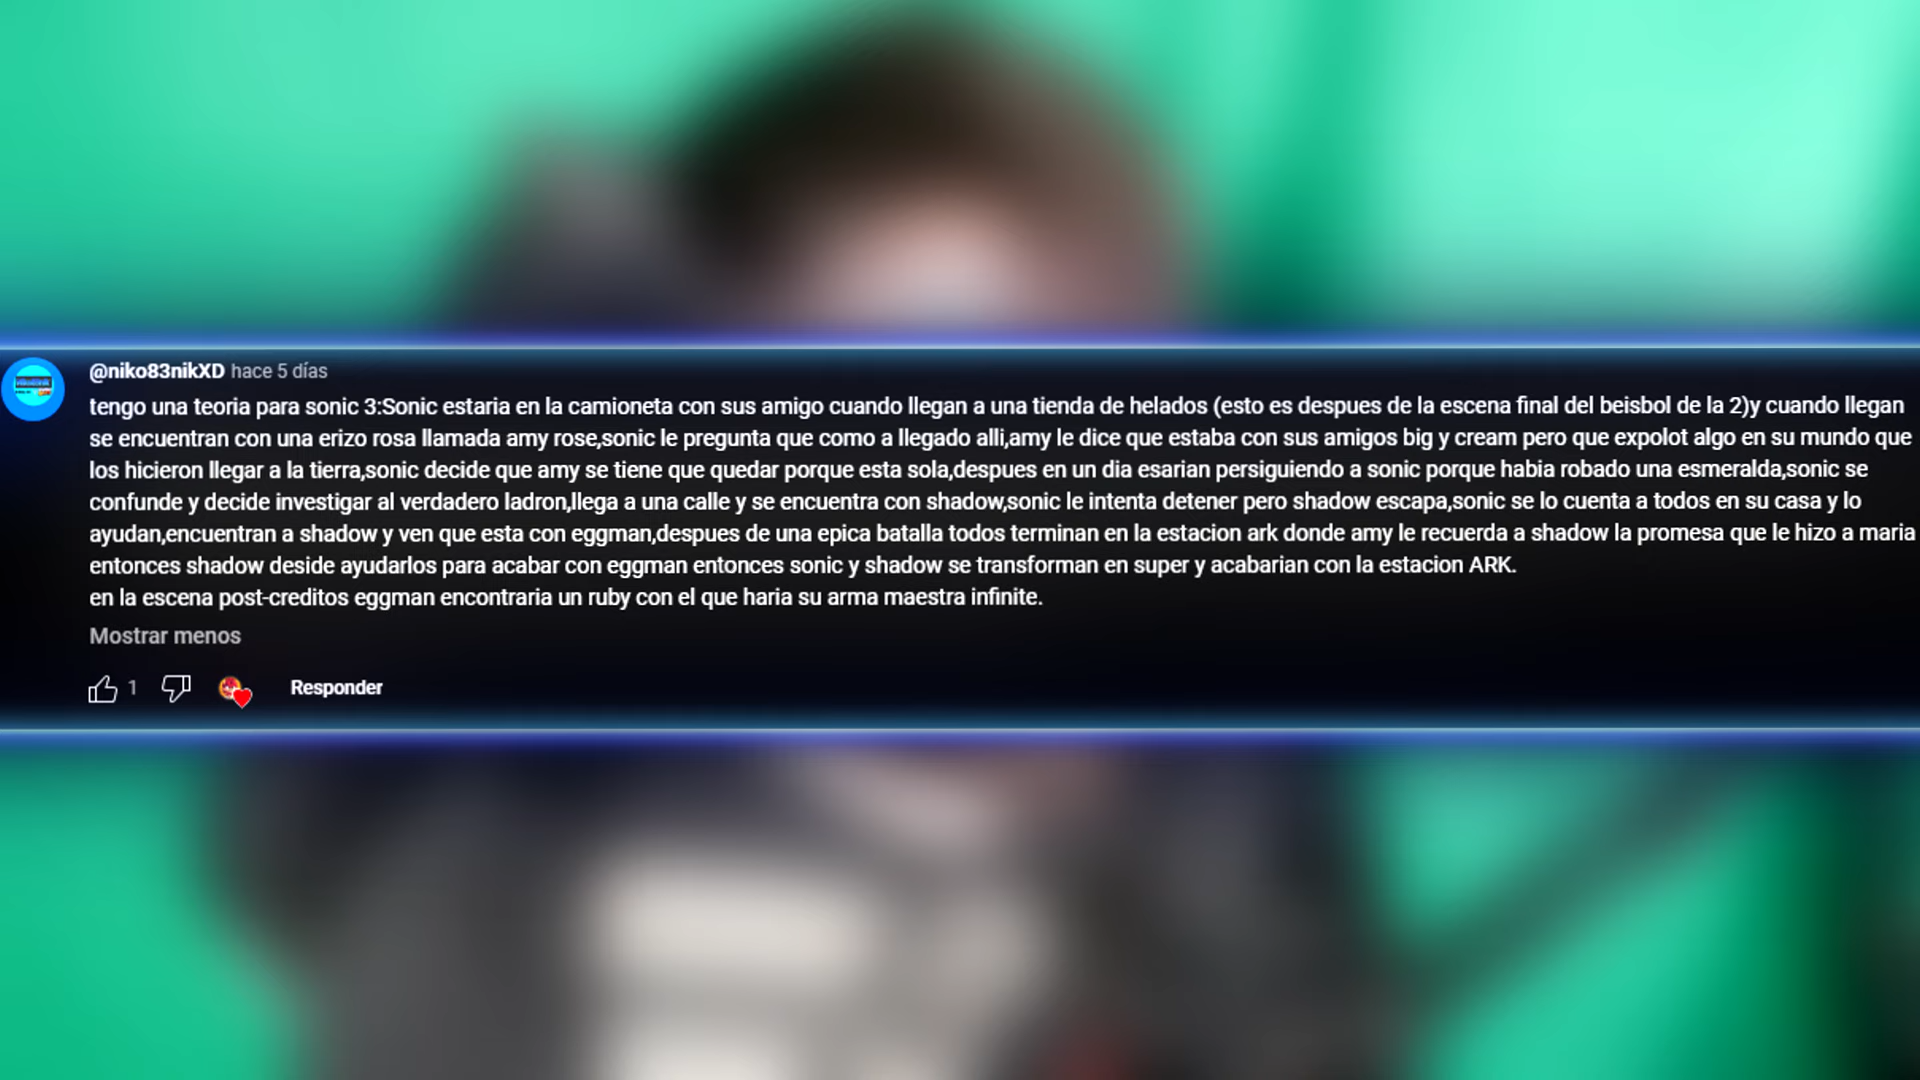 @niko83nikXD hace 5 días
tengo una teoria para sonic 3:Sonic estaria en la camioneta con sus amigo cuando llegan a una tienda de helados (esto es despues de la escena final del beisbol de la 2)y cuando llegan
se encuentran con una erizo rosa llamada amy rose,sonic le pregunta que como a llegado alli,amy le dice que estaba con sus amigos big y cream pero que expolot algo en su mundo que
los hicieron llegar a la tierra,sonic decide que amy se tiene que quedar porque esta sola,despues en un dia esarian persiguiendo a sonic porque habia robado una esmeralda,sonic se
confunde y decide investigar al verdadero ladron,llega a una calle y se encuentra con shadow,sonic le intenta detener pero shadow escapa,sonic se lo cuenta a todos en su casa y lo
ayudan,encuentran a shadow y ven que esta con eggman,despues de una epica batalla todos terminan en la estacion ark donde amy le recuerda a shadow la promesa que le hizo a maria
entonces shadow deside ayudarlos para acabar con eggman entonces sonic y shadow se transforman en super y acabarian con la estacion ARK.
en la escena post-creditos eggman encontraria un ruby con el que haria su arma maestra infinite.
Mostrar menos
1
Responder